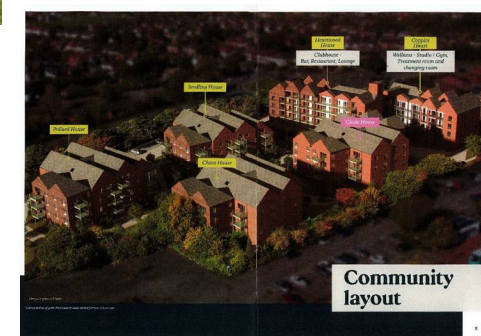 Heartwood
House
Clubhouse -
Bar, Restaurant, Lounge
Coppice
House
Wellness - Studio / Gym,
Treatment room and
changing room
Seedling House
Pollard House
Glade House
Chase House
Community
layout